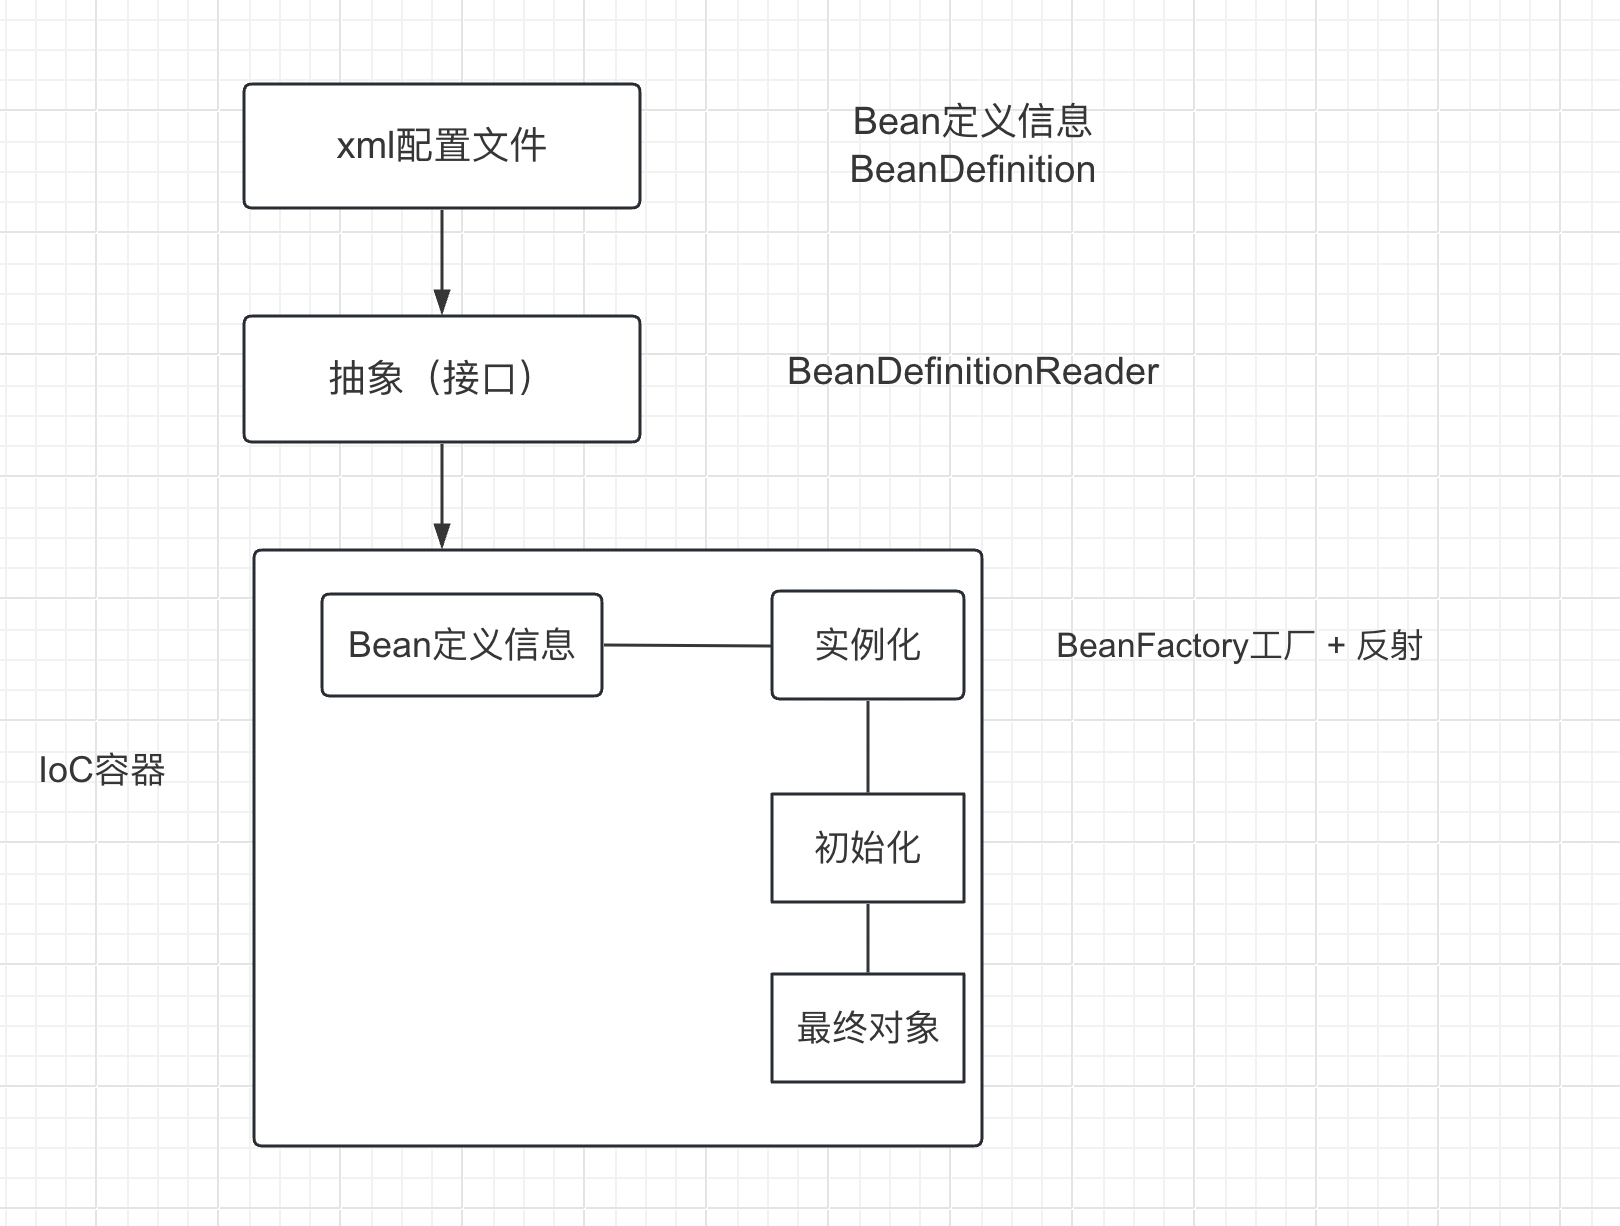 xml配置文件
Bean定义信息
BeanDefinition
抽象（接口）
BeanDefinitionReader
Bean定义信息
实例化
BeanFactory工厂 + 反射
IoC容器
初始化
最终对象